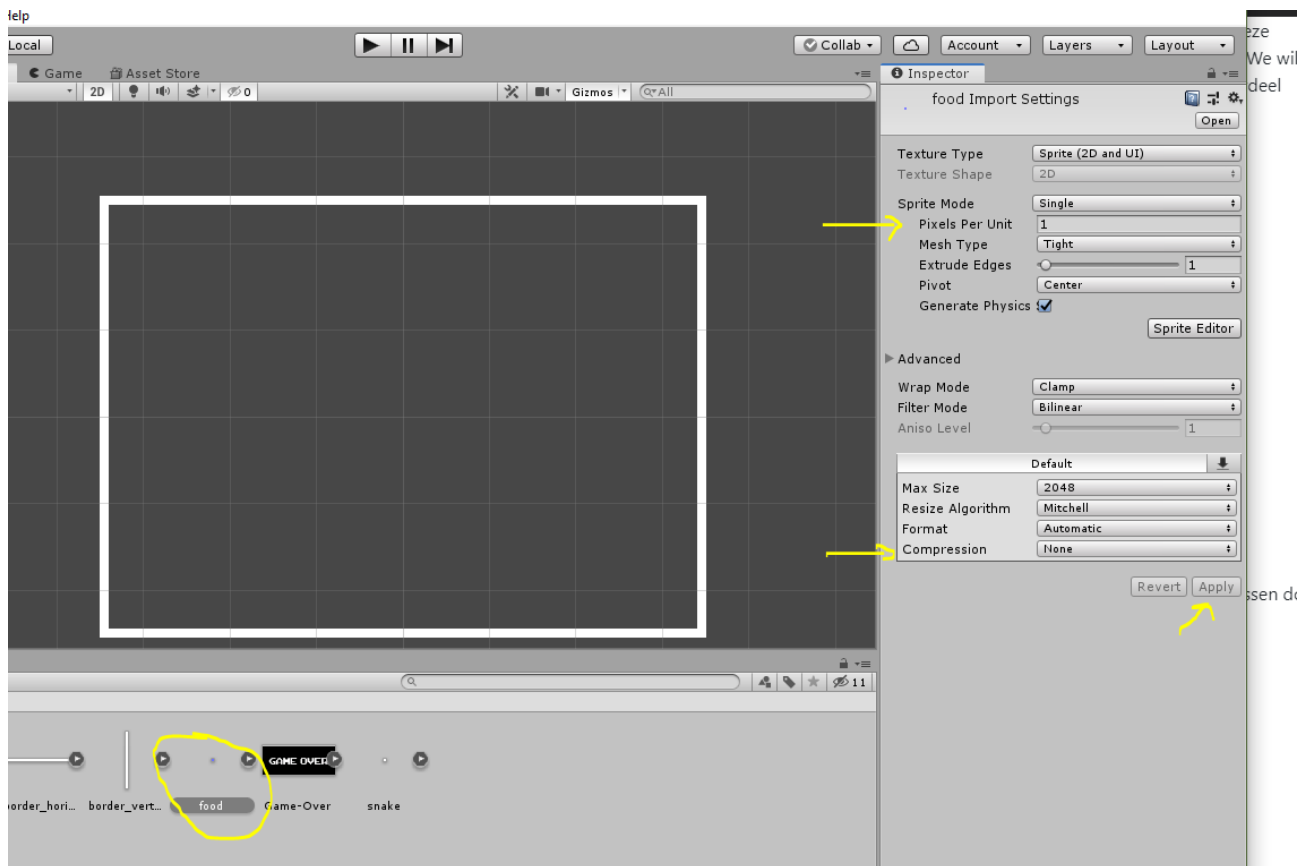 Help
Local
Collab
Account
Layers
Layout
eze
We wil
deel
Game
Asset Store
Inspector
2D
0
Gizmos
All
food Import Settings
Open
Texture Type
Sprite (2D and UI)
Texture Shape
2D
Sprite Mode
Single
Pixels Per Unit
1
Mesh Type
Tight
Extrude Edges
1
Pivot
Center
Generate Physics S
Sprite Editor
Advanced
Wrap Mode
Clamp
Filter Mode
Bilinear
Aniso Level
1
Default
Max Size
2048
Resize Algorithm
Mitchell
Format
Automatic
Compression
None
Revert
Apply
ssen do
11
GAME OVER
border_hori...
border_vert...
food
Game-Over
snake